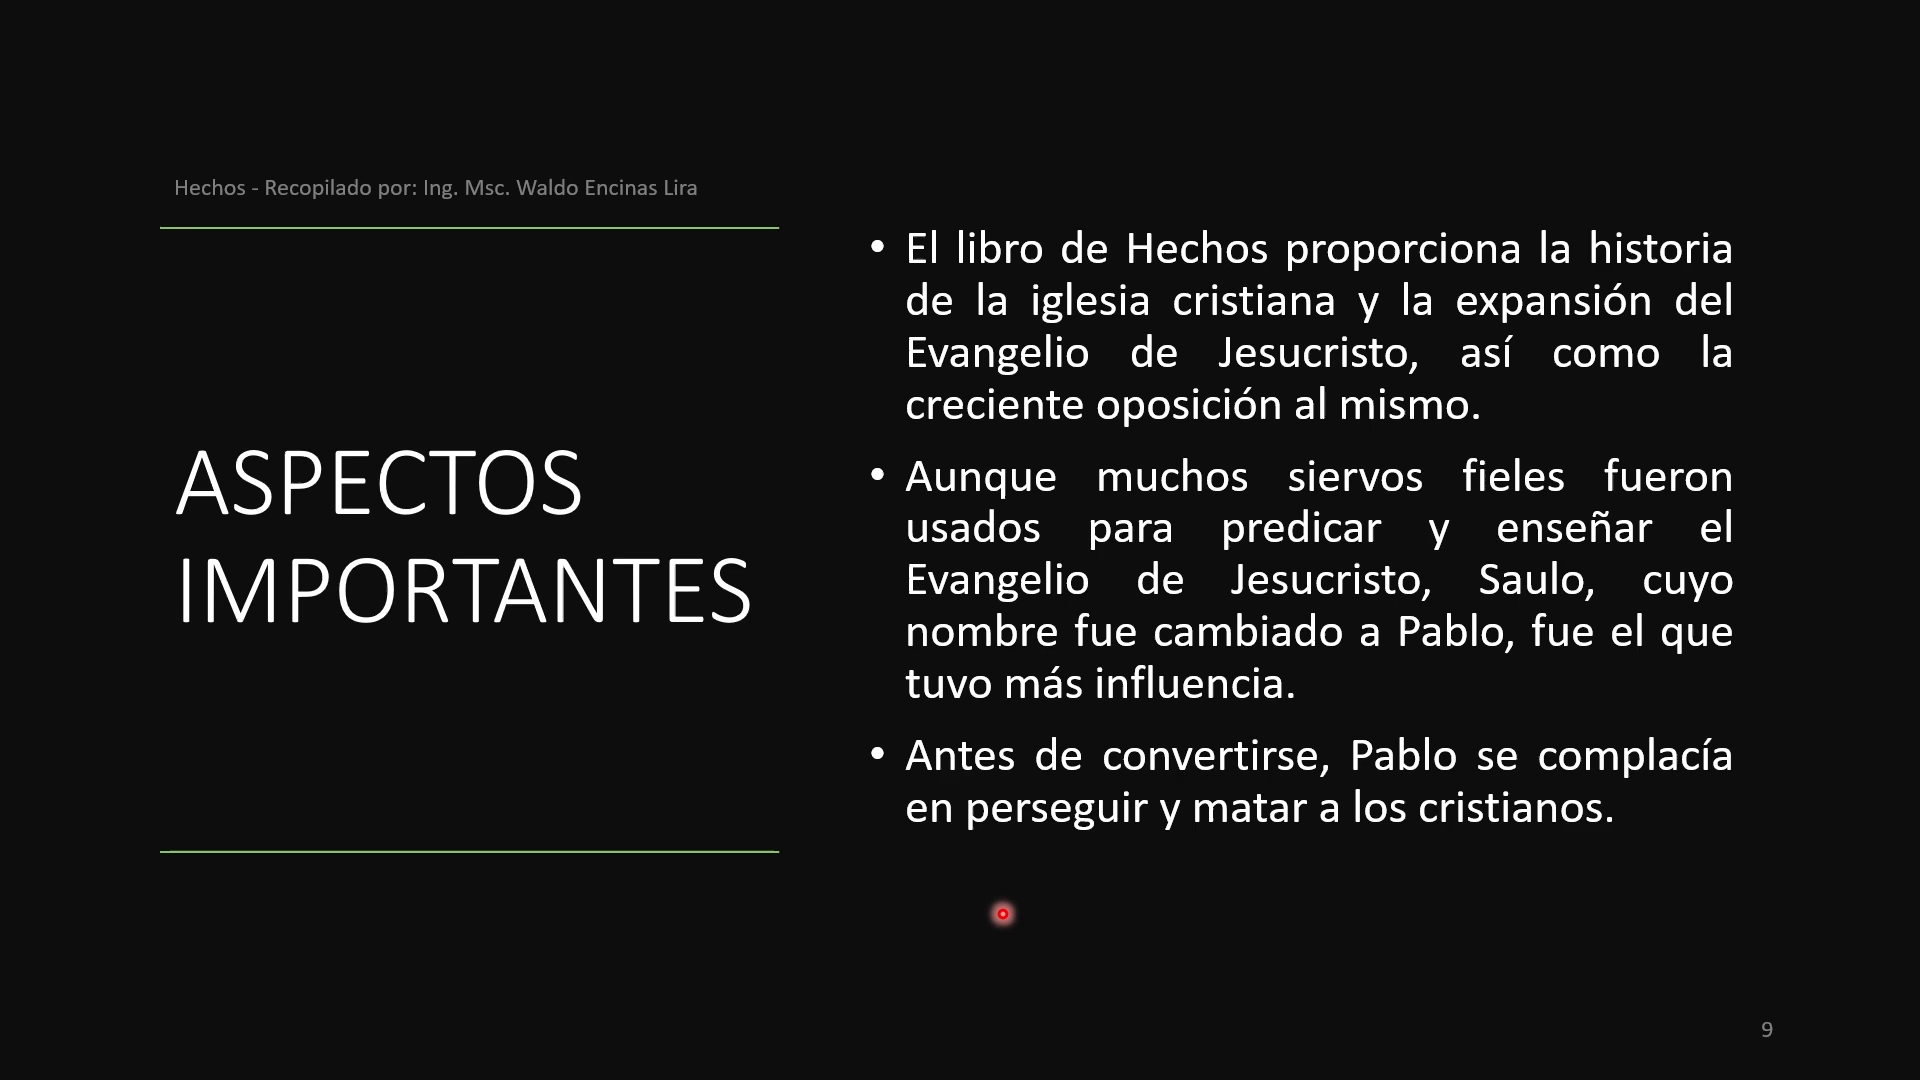 Hechos - Recopilado por: Ing. Msc. Waldo Encinas Lira
ASPECTOS
IMPORTANTES
• El libro de Hechos proporciona la historia
de la iglesia cristiana y la expansión del
Evangelio de Jesucristo, así como la
creciente oposición al mismo.
• Aunque muchos siervos fieles fueron
usados para predicar y enseñar el
Evangelio de Jesucristo, Saulo, cuyo
nombre fue cambiado a Pablo, fue el que
tuvo más influencia.
• Antes de convertirse, Pablo se complacía
en perseguir y matar a los cristianos.
9